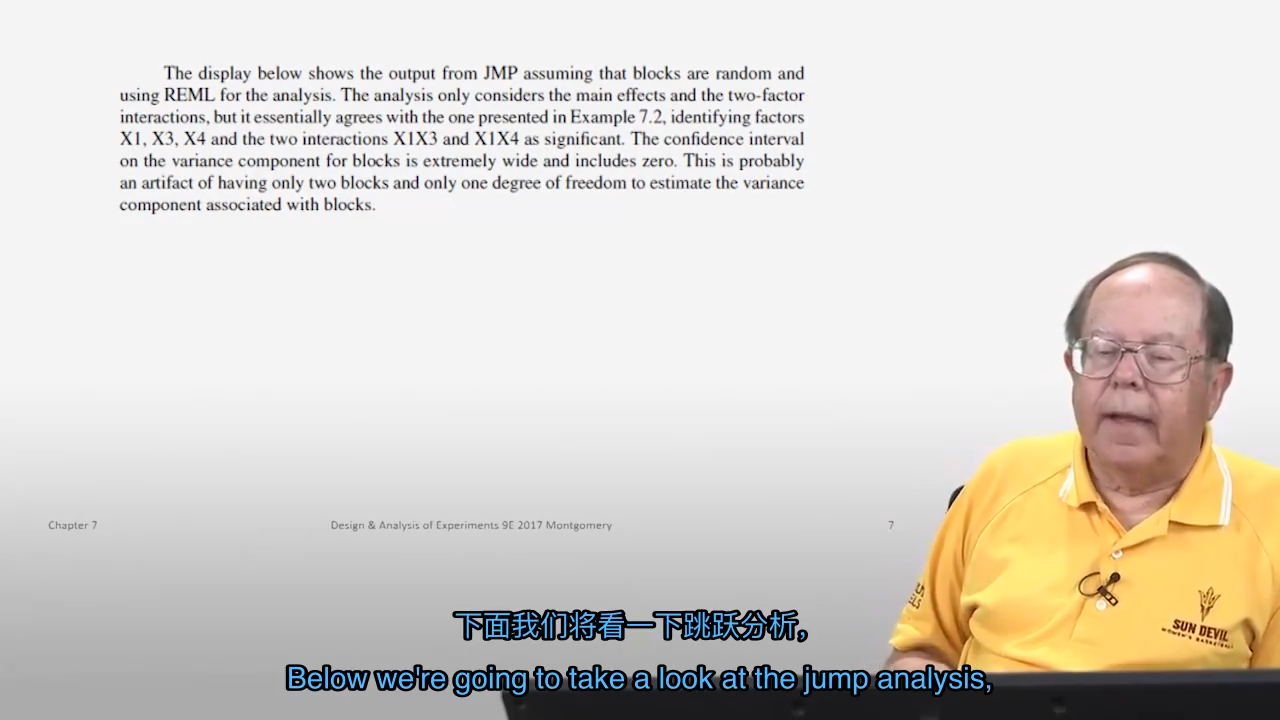 The display below shows the output from JMP assuming that blocks are random and
using REML for the analysis. The analysis only considers the main effects and the two-factor
interactions, but it essentially agrees with the one presented in Example 7.2, identifying factors
X1, X3, X4 and the two interactions X1X3 and X1X4 as significant. The confidence interval
on the variance component for blocks is extremely wide and includes zero. This is probably
an artifact of having only two blocks and only one degree of freedom to estimate the variance
component associated with blocks.
Chapter 7
Design & Analysis of Experiments 9E 2017 Montgomery
7
SUN DEVIL
WOMEN'S BASKETBALL
下面我们将看一下跳跃分析，
Below we're going to take a look at the jump analysis,